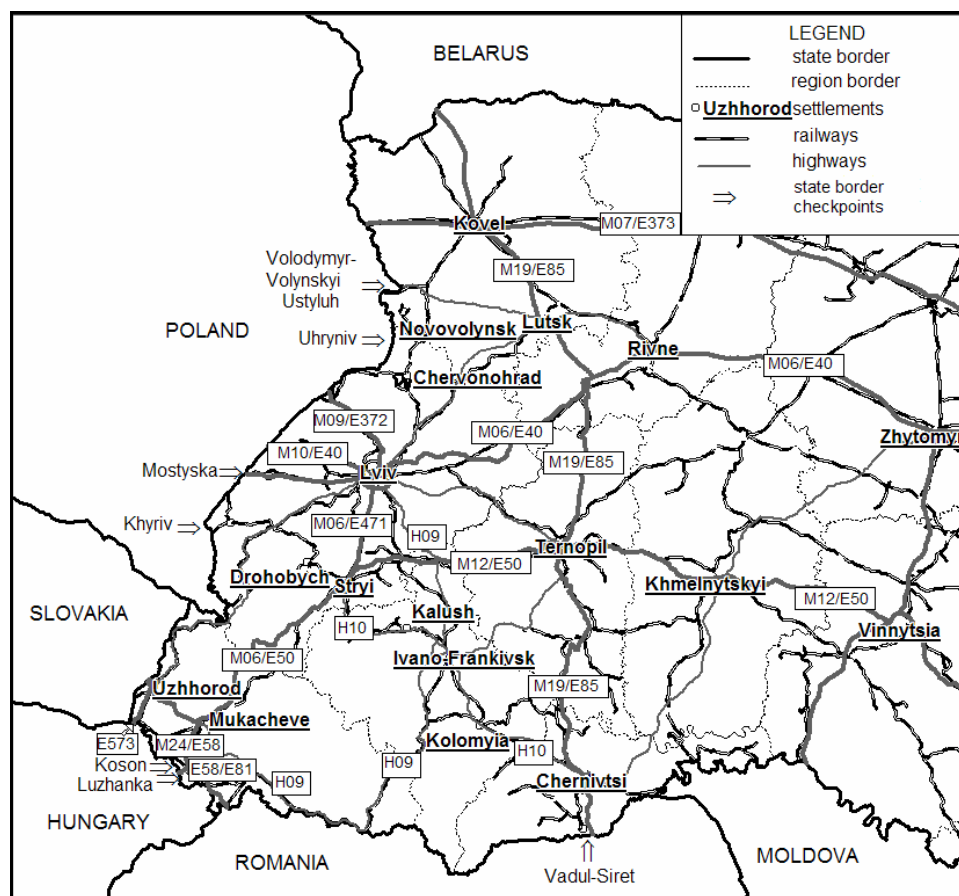 BELARUS
LEGEND
state border
region border
Uzhhorod settlements
railways
highways
state border
checkpoints
Kovel
M07/E373
Volodymyr-
Volynskyi
Ustyluh
M19/E85
POLAND
Uhryniv
Novovolynsk
Lutsk
Rivne
M06/E40
Chervonohrad
M09/E372
M06/E40
Zhytomyr
M10/E40
M19/E85
Mostyska
Lviv
Khyriv
M06/E471
H09
Ternopil
M12/E50
Drohobych
Stryi
Khmelnytskyi
SLOVAKIA
Kalush
M12/E50
H10
Vinnytsia
M06/E50
Ivano-Frankivsk
Uzhhorod
M19/E85
Mukacheve
E573
M24/E58
Kolomyia
H10
Koson
E58/E81
H09
H09
Luzhanka
Chernivtsi
HUNGARY
ROMANIA
MOLDOVA
Vadul-Siret